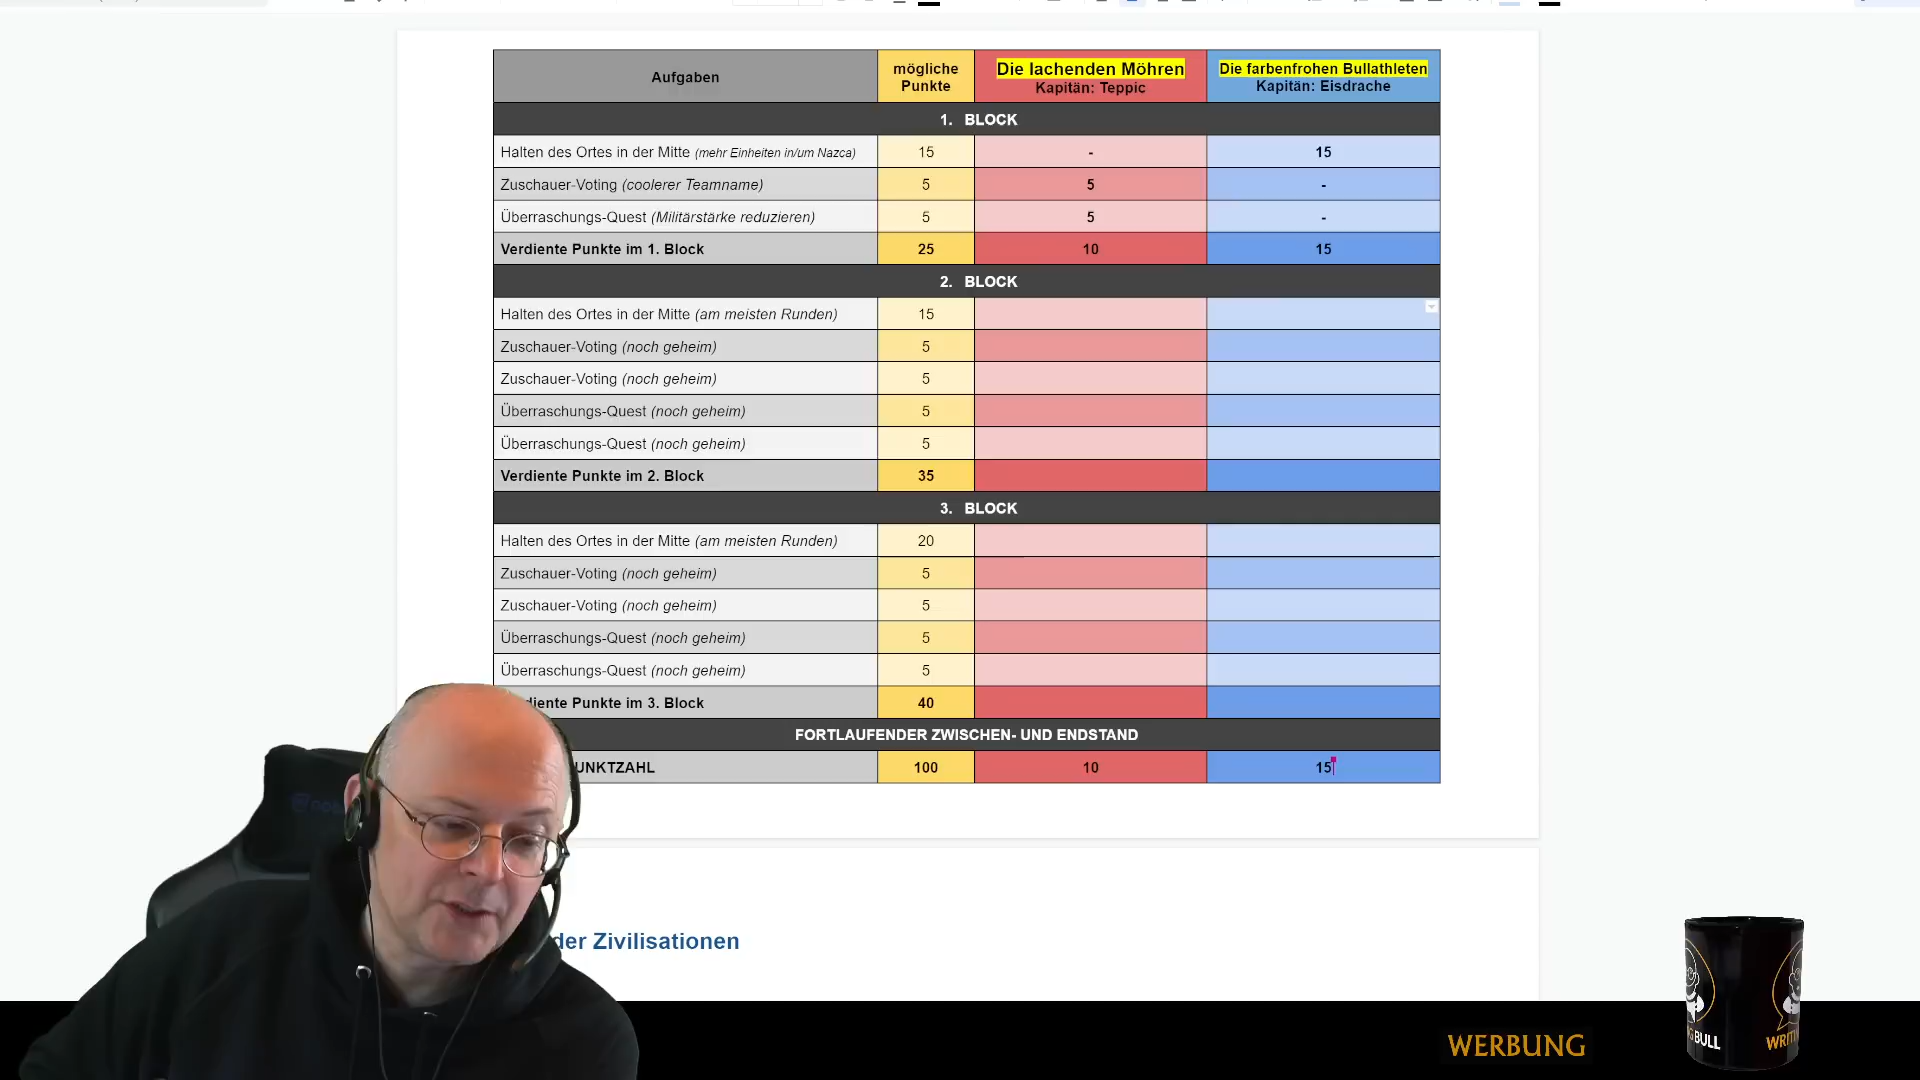 Aufgaben
mögliche Punkte
Die lachenden Möhren
Kapitän: Teppic
Die farbenfrohen Bullathleten
Kapitän: Eisdrache
1. BLOCK
Halten des Ortes in der Mitte (mehr Einheiten in/um Nazca) 15 - 15
Zuschauer-Voting (coolerer Teamname) 5 5 -
Überraschungs-Quest (Militärstärke reduzieren) 5 5 -
Verdiente Punkte im 1. Block 25 10 15
2. BLOCK
Halten des Ortes in der Mitte (am meisten Runden) 15
Zuschauer-Voting (noch geheim) 5
Zuschauer-Voting (noch geheim) 5
Überraschungs-Quest (noch geheim) 5
Überraschungs-Quest (noch geheim) 5
Verdiente Punkte im 2. Block 35
3. BLOCK
Halten des Ortes in der Mitte (am meisten Runden) 20
Zuschauer-Voting (noch geheim) 5
Zuschauer-Voting (noch geheim) 5
Überraschungs-Quest (noch geheim) 5
Überraschungs-Quest (noch geheim) 5
diente Punkte im 3. Block 40
FORTLAUFENDER ZWISCHEN- UND ENDSTAND
UNKTZAHL 100 10 15
der Zivilisationen
WERBUNG
GBULL
WRITI